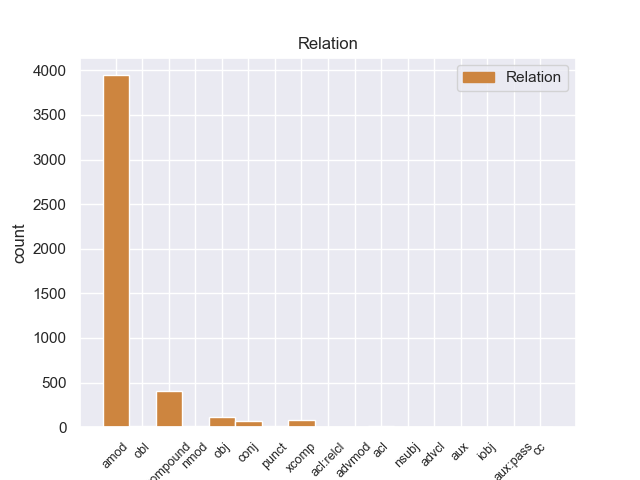 Relation
Relation
count
4000
3500
3000
2500
2000
1500
1000
500
0
amod
obl
ompound
nmod
obj
conj
punct
xcomp
acl:relcl
advmod
acl
nsubj
advcl
aux
iobj
aux:pass
cc